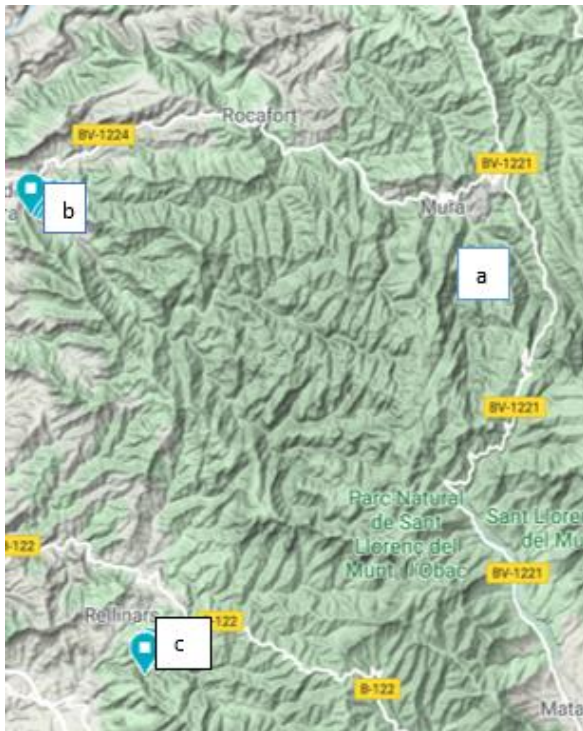 Rocafort
BV-1224
BV-1221
b
Mura
a
BV-1221
Parc Natural
de Sant
Llorenç del
Munt i l'Obac
Sant Llore
del Mu
BV-1221
-122
Rellinars
-122
c
B-122
Mata